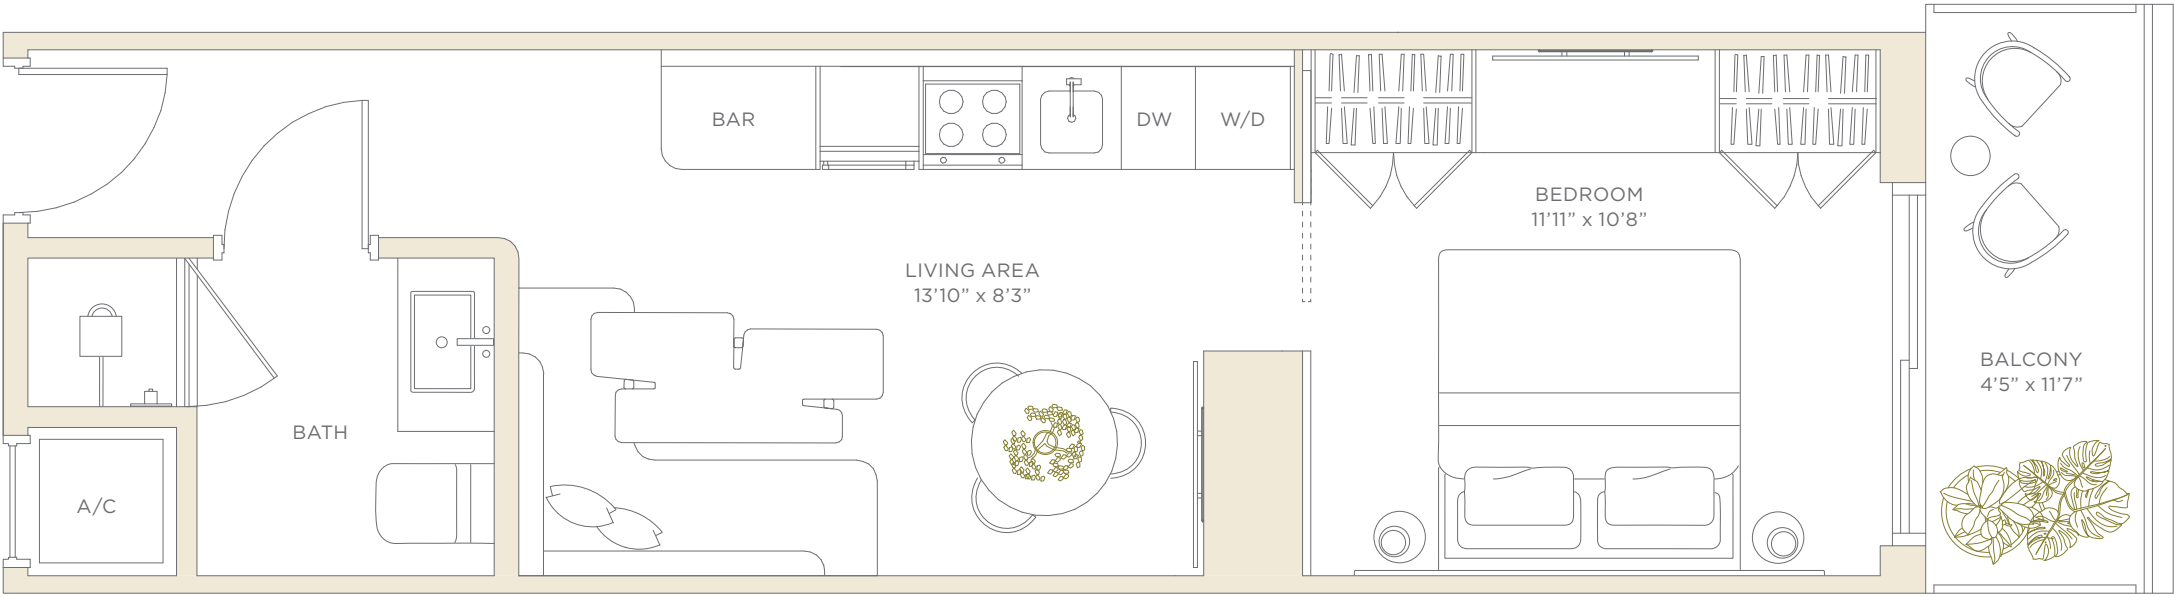 BAR
DW
W/D
BEDROOM
11’11” x 10’8”
LIVING AREA
13’10” x 8’3”
BALCONY
4’5” x 11’7”
BATH
A/C